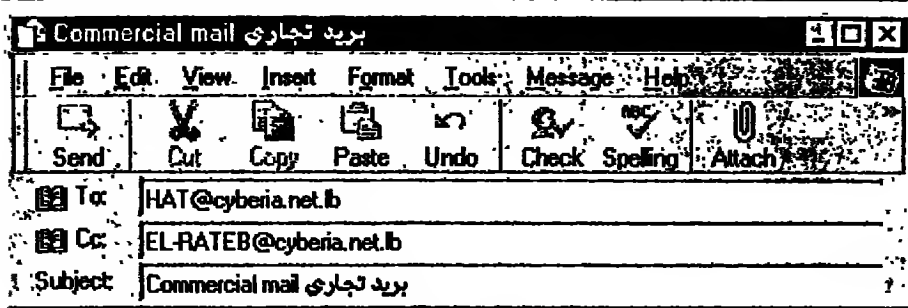 Commercial mail بريد تجاري
File Edit View Insert Format Tools Message Help
Send Cut Copy Paste Undo Check Spelling Attach
To: HAT@cyberia.net.lb
Cc: EL-RATEB@cyberia.net.lb
Subject: Commercial mail بريد تجاري